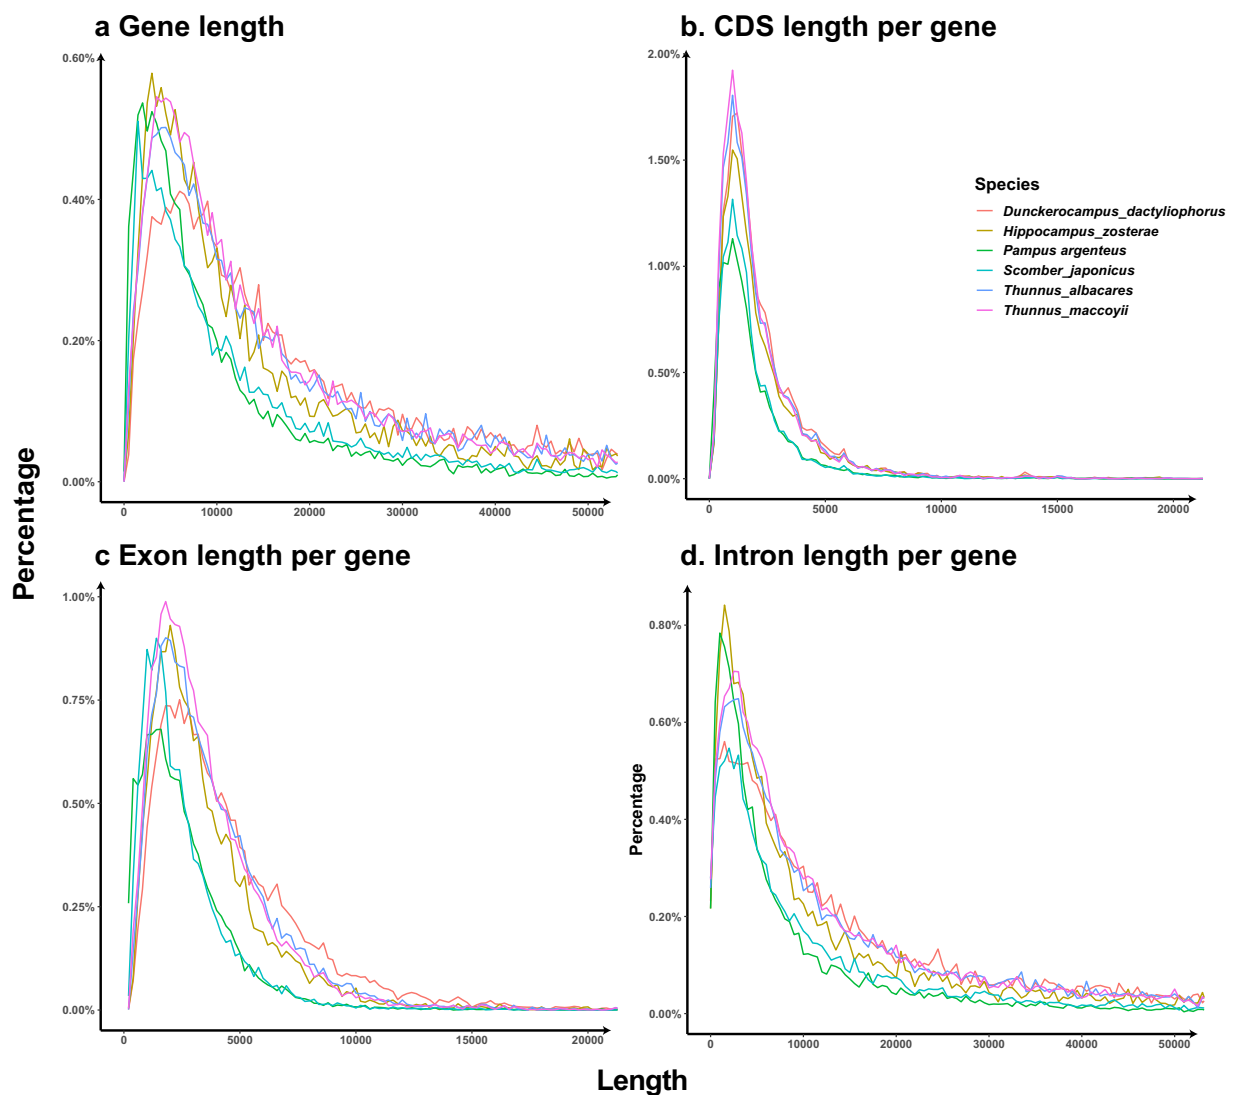 a Gene length
b. CDS length per gene
0.60%
0.40%
0.20%
0.00%
0
10000
20000
30000
40000
50000
2.00%
1.50%
1.00%
0.50%
0.00%
0
5000
10000
15000
20000
Species
Dunckerocampus_dactyliophorus
Hippocampus_zosterae
Pampus argenteus
Scomber_japonicus
Thunnus_albacares
Thunnus_maccoyii
Percentage
c Exon length per gene
d. Intron length per gene
1.00%
0.75%
0.50%
0.25%
0.00%
0
5000
10000
15000
20000
Percentage
0.80%
0.60%
0.40%
0.20%
0.00%
0
10000
20000
30000
40000
50000
Length